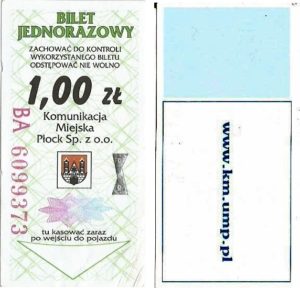 BILET
JEDNORAZOWY
ZACHOWAĆ DO KONTROLI
WYKORZYSTANEGO BILETU
ODSTĘPOWAĆ NIE WOLNO
1,00 ZŁ
Komunikacja
Miejska
Płock Sp. z o.o.
BA 6099373
tu kasować zaraz
po wejściu do pojazdu
www.km.ump.pl